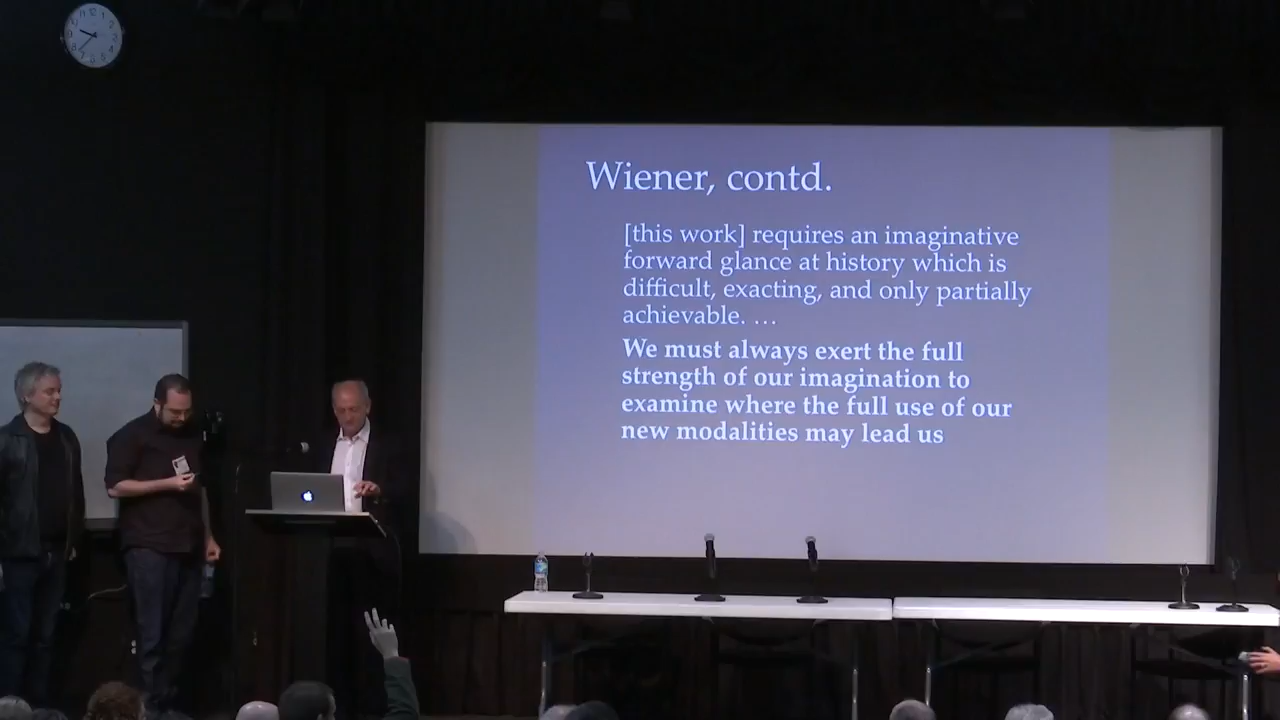 Wiener, contd.
[this work] requires an imaginative
forward glance at history which is
difficult, exacting, and only partially
achievable. …
We must always exert the full
strength of our imagination to
examine where the full use of our
new modalities may lead us